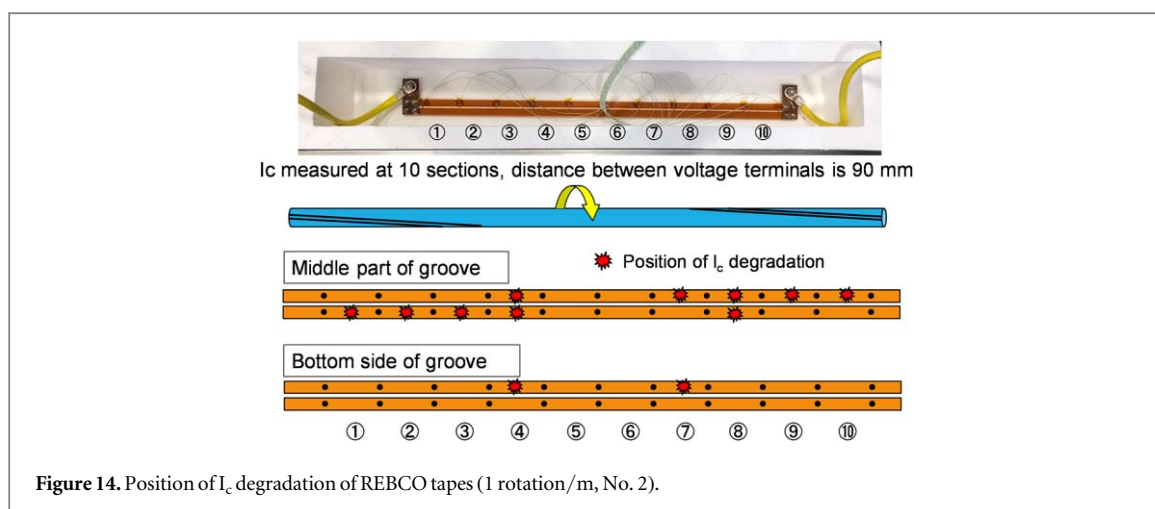 ① ② ③ ④ ⑤ ⑥ ⑦ ⑧ ⑨ ⑩
Ic measured at 10 sections, distance between voltage terminals is 90 mm
Middle part of groove
Position of Ic degradation
Bottom side of groove
① ② ③ ④ ⑤ ⑥ ⑦ ⑧ ⑨ ⑩
Figure 14. Position of Ic degradation of REBCO tapes (1 rotation/m, No. 2).